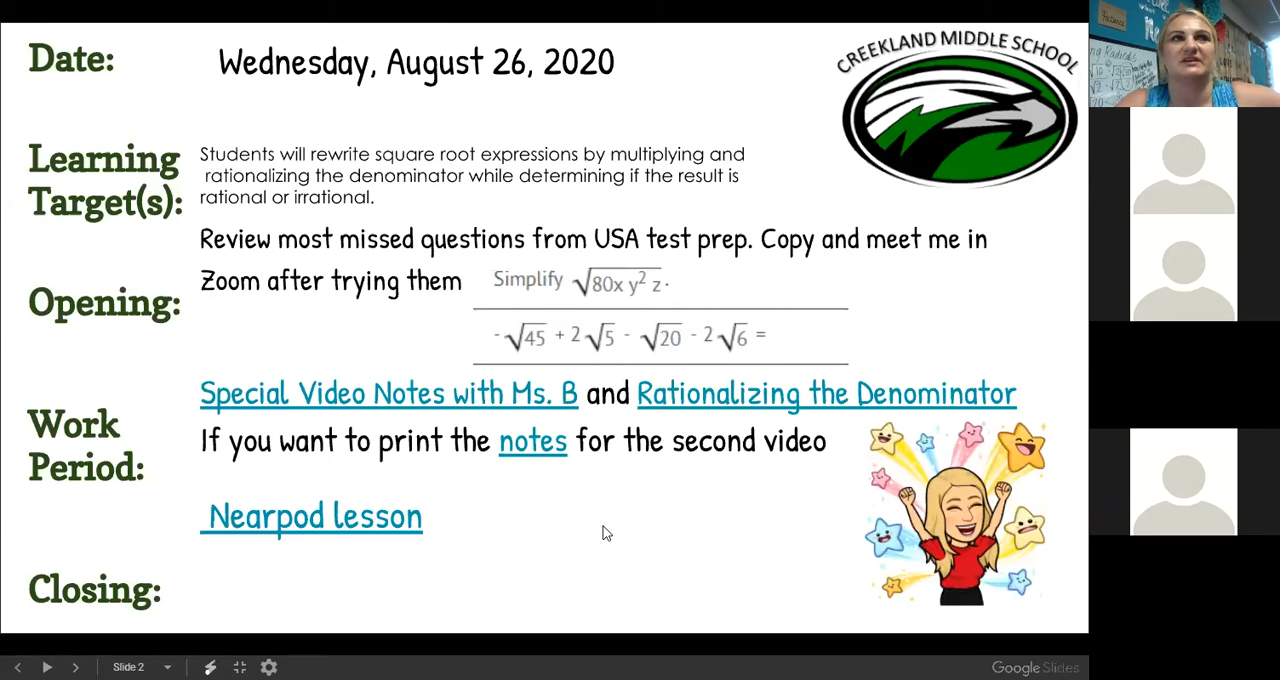 Date:
Wednesday, August 26, 2020
CREEKLAND MIDDLE SCHOOL
Learning
Target(s):
Students will rewrite square root expressions by multiplying and
rationalizing the denominator while determining if the result is
rational or irrational.
Opening:
Review most missed questions from USA test prep. Copy and meet me in
Zoom after trying them
Simplify √80x y² z.
-√45 + 2√5 - √20 - 2√6 =
Work
Period:
Special Video Notes with Ms. B and Rationalizing the Denominator
If you want to print the notes for the second video
Nearpod lesson
Closing:
Slide 2
Google Slides
Patience